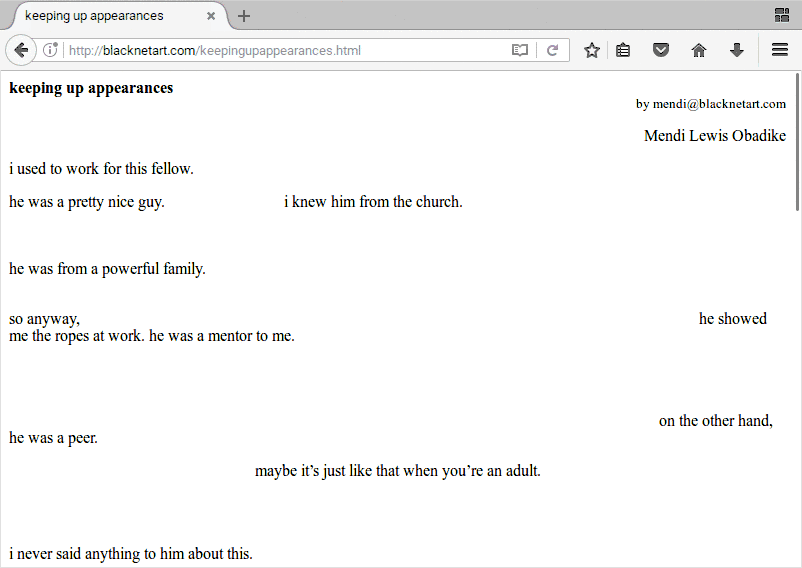 keeping up appearances
http://blacknetart.com/keepingupappearances.html
keeping up appearances
by mendi@blacknetart.com
Mendi Lewis Obadike
i used to work for this fellow.
he was a pretty nice guy. i knew him from the church.
he was from a powerful family.
so anyway, he showed
me the ropes at work. he was a mentor to me.
on the other hand,
he was a peer.
maybe it’s just like that when you’re an adult.
i never said anything to him about this.